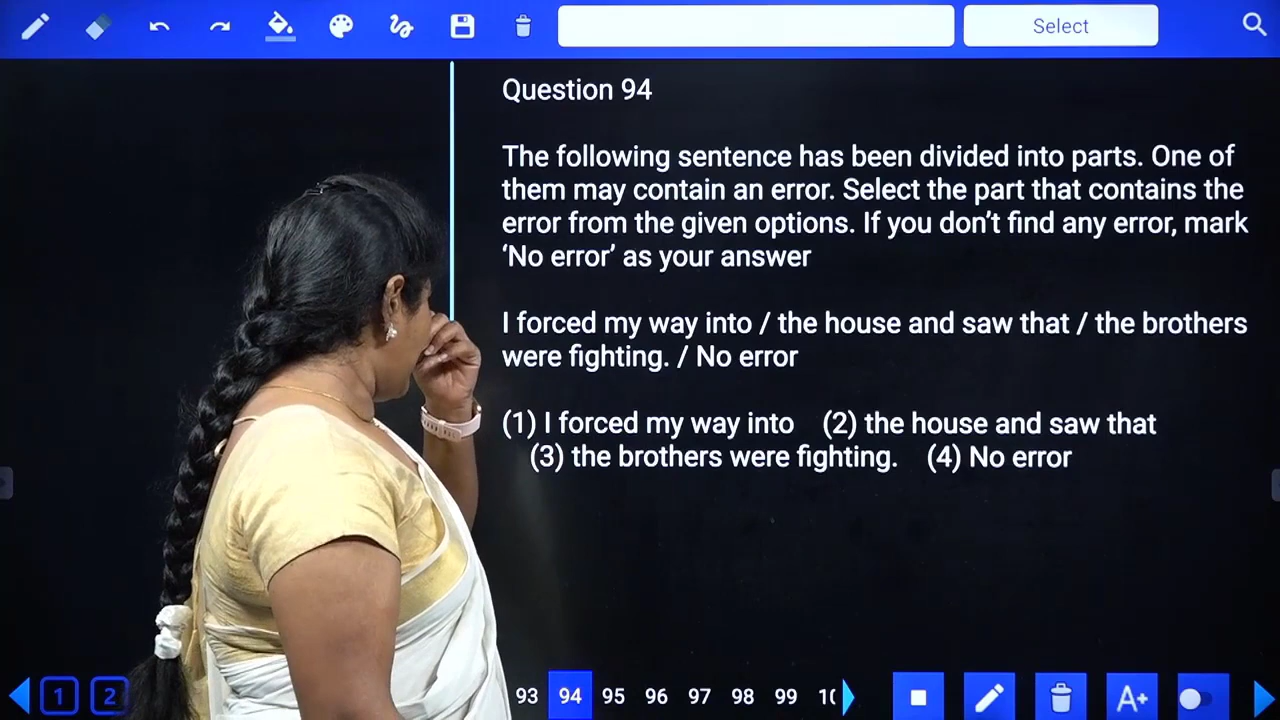 Select
Question 94
The following sentence has been divided into parts. One of
them may contain an error. Select the part that contains the
error from the given options. If you don’t find any error, mark
‘No error’ as your answer
I forced my way into / the house and saw that / the brothers
were fighting. / No error
(1) I forced my way into (2) the house and saw that
(3) the brothers were fighting. (4) No error
1 2 93 94 95 96 97 98 99 A+